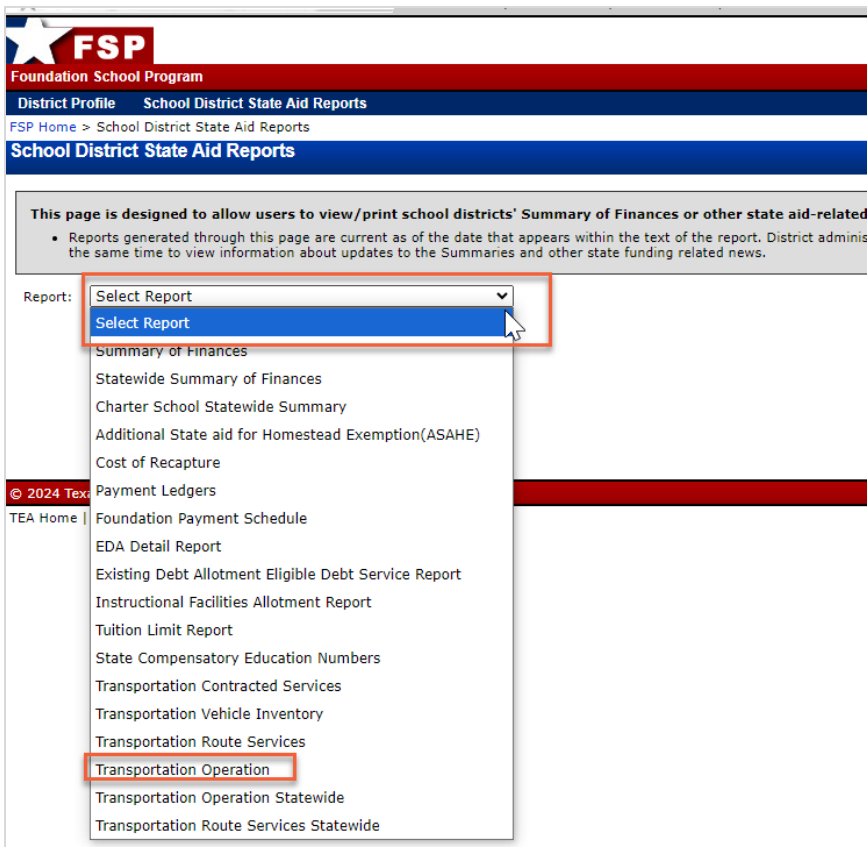 FSP
Foundation School Program
District Profile School District State Aid Reports
FSP Home > School District State Aid Reports
School District State Aid Reports
This page is designed to allow users to view/print school districts' Summary of Finances or other state aid-related
• Reports generated through this page are current as of the date that appears within the text of the report. District adminis
the same time to view information about updates to the Summaries and other state funding related news.
Report: Select Report
Select Report
Summary of Finances
Statewide Summary of Finances
Charter School Statewide Summary
Additional State aid for Homestead Exemption(ASAHE)
Cost of Recapture
© 2024 Texa Payment Ledgers
TEA Home | Foundation Payment Schedule
EDA Detail Report
Existing Debt Allotment Eligible Debt Service Report
Instructional Facilities Allotment Report
Tuition Limit Report
State Compensatory Education Numbers
Transportation Contracted Services
Transportation Vehicle Inventory
Transportation Route Services
Transportation Operation
Transportation Operation Statewide
Transportation Route Services Statewide